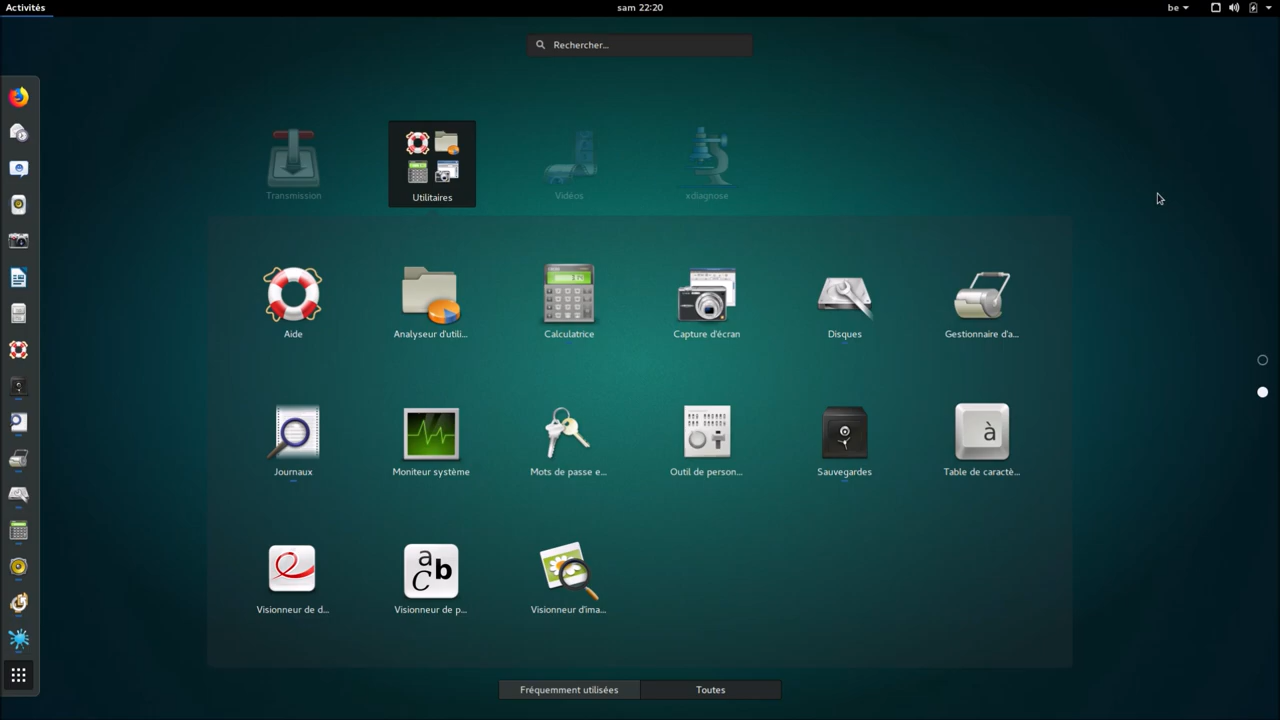 Activités
sam 22:20
be
Rechercher...
Transmission
Utilitaires
Vidéos
xdiagnose
Aide
Analyseur d'utili...
Calculatrice
Capture d'écran
Disques
Gestionnaire d'a...
Journaux
Moniteur système
Mots de passe e...
Outil de person...
Sauvegardes
à
Table de caractè...
Visionneur de d...
a b c
Visionneur de p...
Visionneur d'ima...
Fréquemment utilisées
Toutes